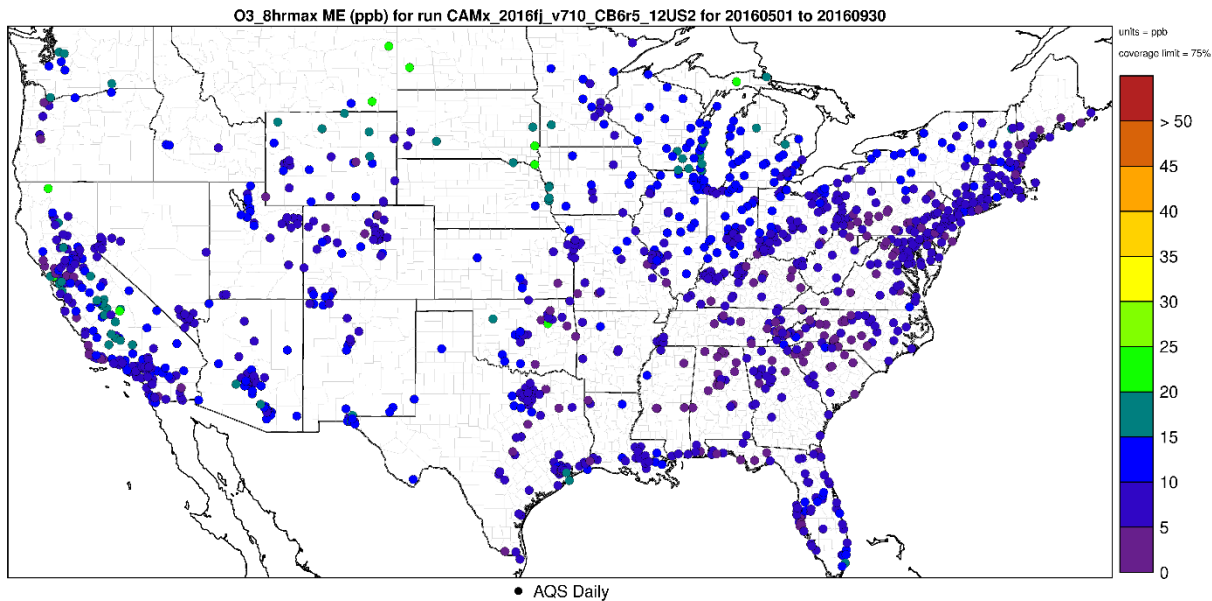 O3_8hrmax ME (ppb) for run CAMx_2016fj_v710_CB6r5_12US2 for 20160501 to 20160930
units = ppb
coverage limit = 75%
> 50
45
40
35
30
25
20
15
10
5
0
AQS Daily